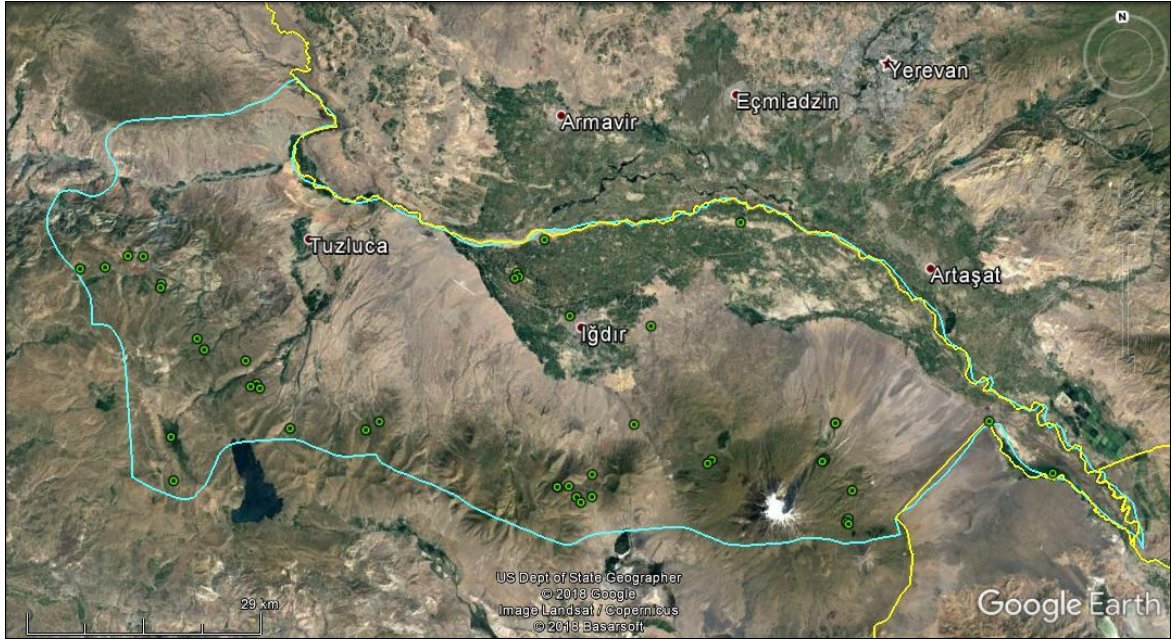 N
Yerevan
Eçmiadzin
Armavir
Tuzluca
Artaşat
Iğdır
US Dept of State Geographer
© 2018 Google
Image Landsat / Copernicus
© 2018 Basarsoft
29 km
Google Earth